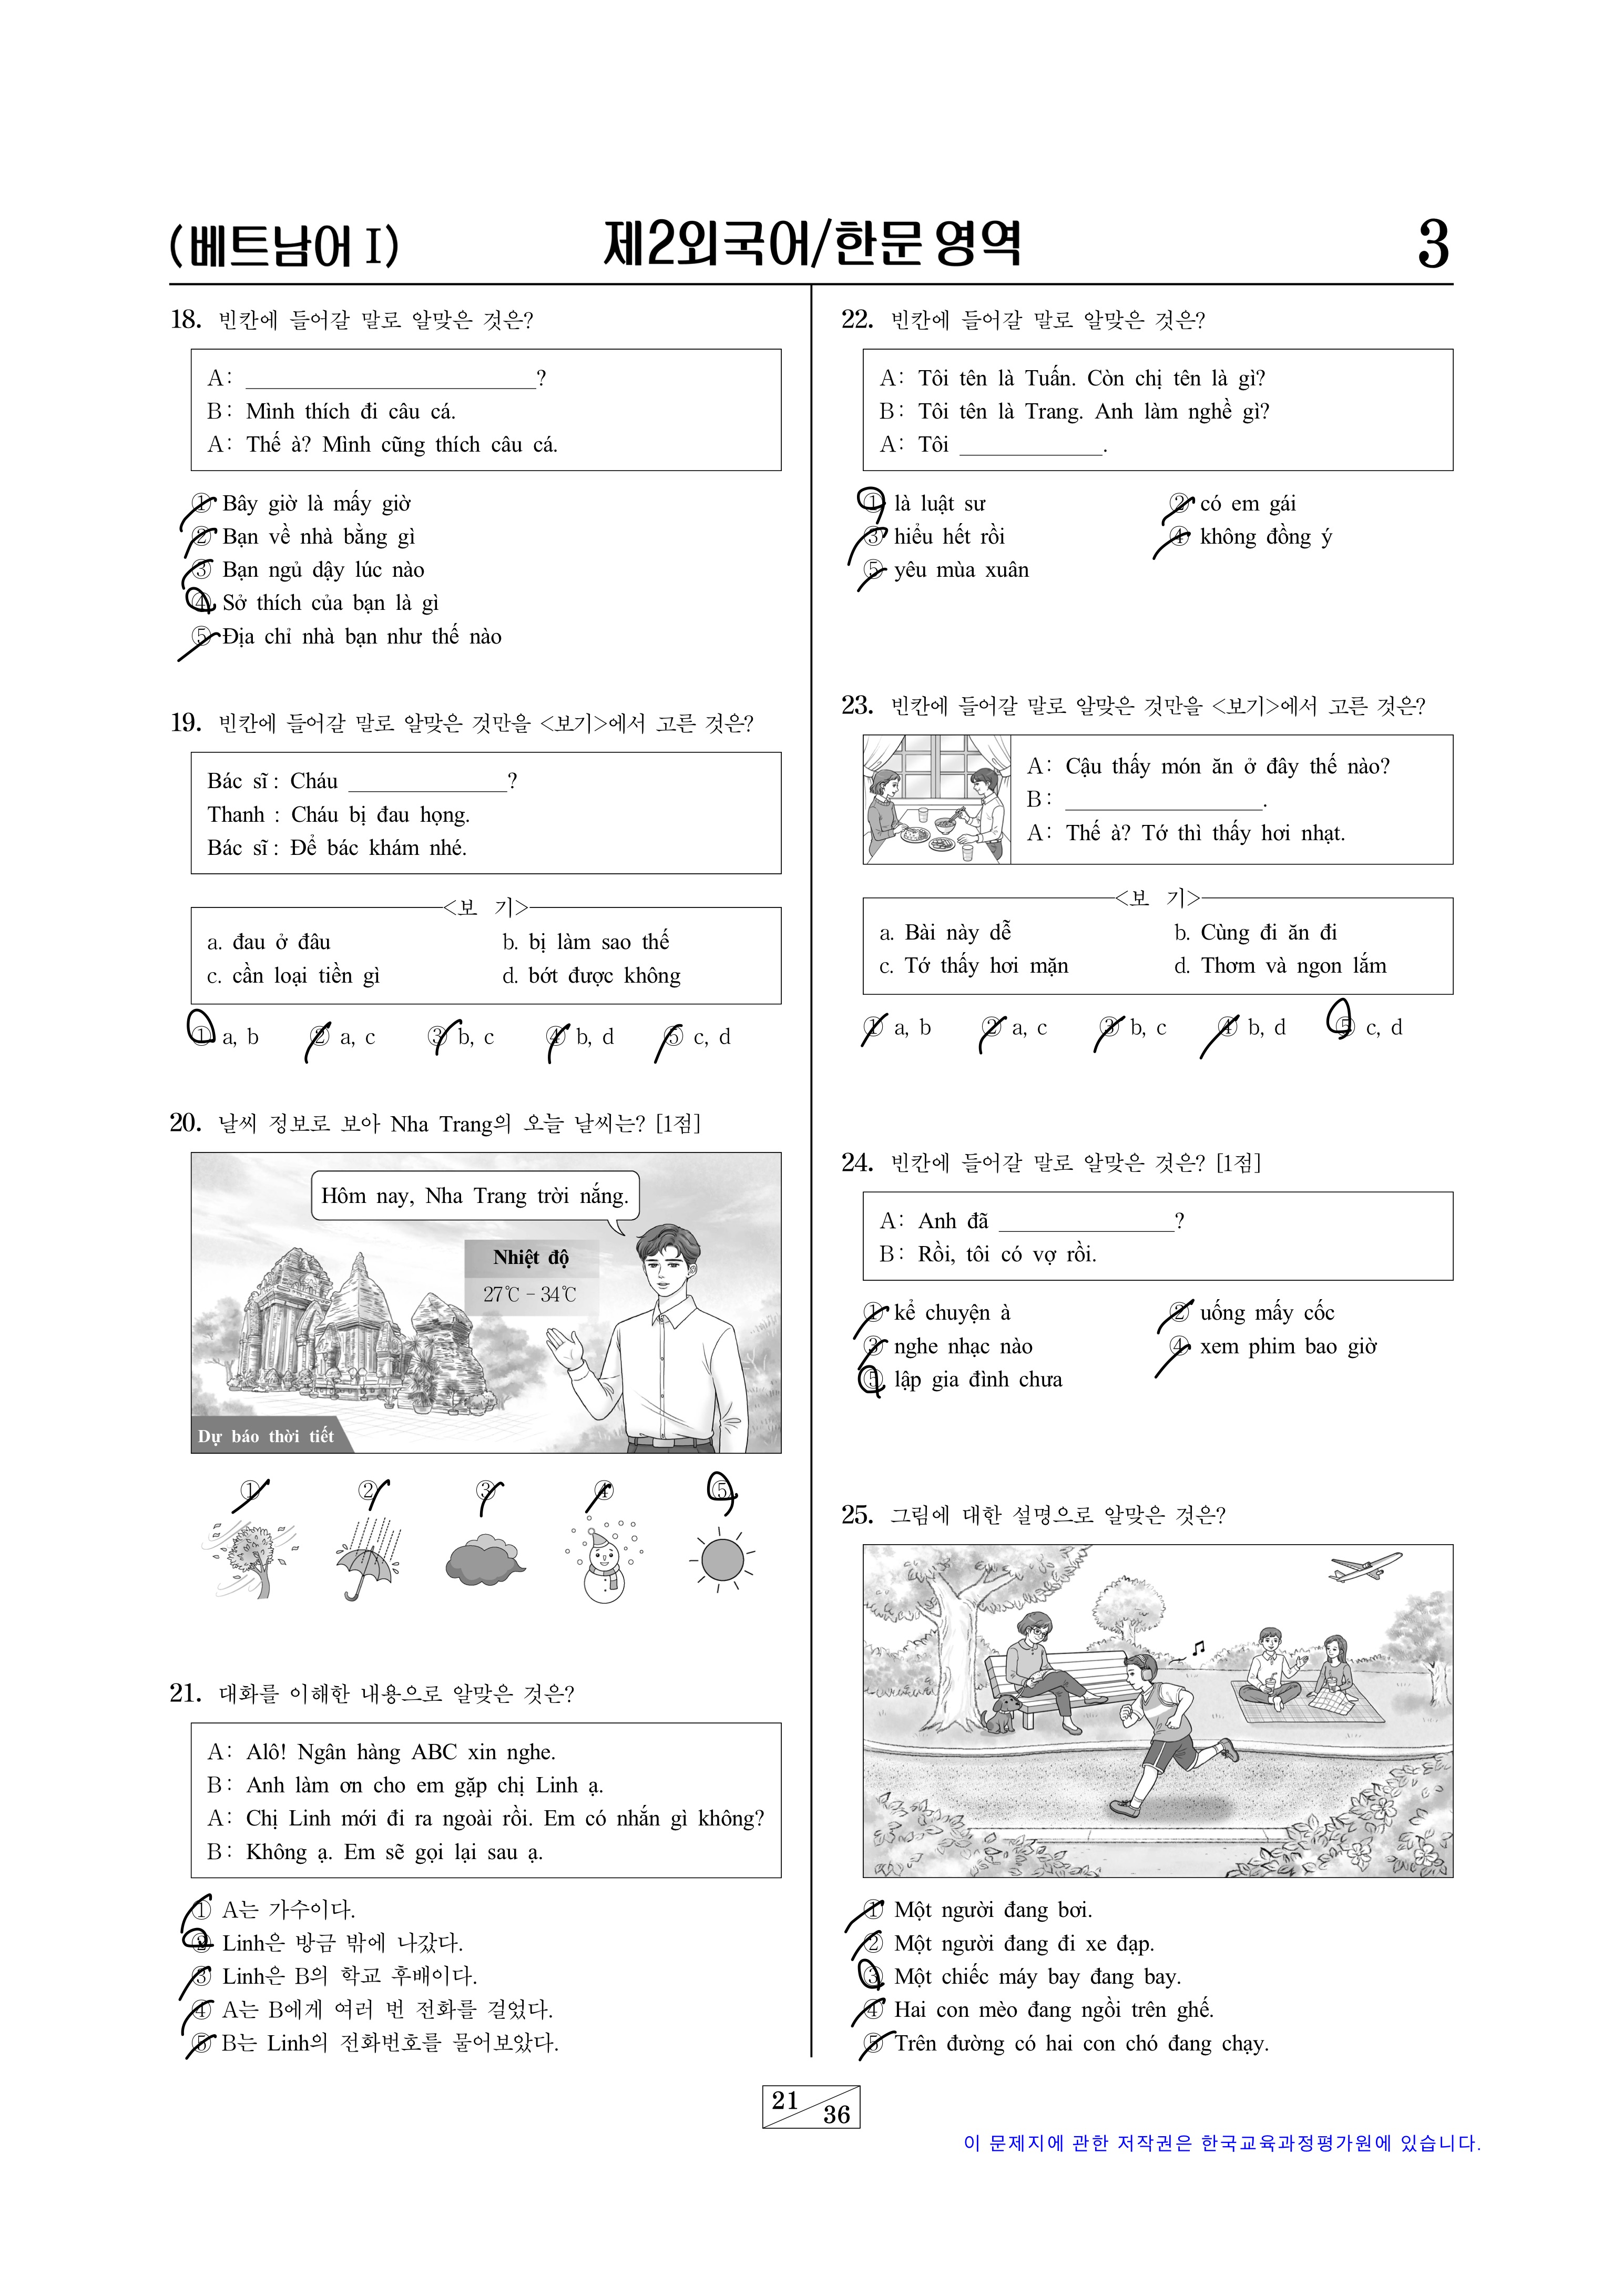 (베트남어 I)
제2외국어/한문 영역
3
18. 빈칸에 들어갈 말로 알맞은 것은?
A: ________________________?
B: Mình thích đi câu cá.
A: Thế à? Mình cũng thích câu cá.
① Bây giờ là mấy giờ
② Bạn về nhà bằng gì
③ Bạn ngủ dậy lúc nào
④ Sở thích của bạn là gì
⑤ Địa chỉ nhà bạn như thế nào
19. 빈칸에 들어갈 말로 알맞은 것만을 <보기>에서 고른 것은?
Bác sĩ: Cháu _____________?
Thanh : Cháu bị đau họng.
Bác sĩ: Để bác khám nhé.
<보 기>
a. đau ở đâu b. bị làm sao thế
c. cần loại tiền gì d. bớt được không
① a, b ② a, c ③ b, c ④ b, d ⑤ c, d
20. 날씨 정보로 보아 Nha Trang의 오늘 날씨는? [1점]
Hôm nay, Nha Trang trời nắng.
Nhiệt độ
27℃ - 34℃
Dự báo thời tiết
① ② ③ ④ ⑤
21. 대화를 이해한 내용으로 알맞은 것은?
A: Alô! Ngân hàng ABC xin nghe.
B: Anh làm ơn cho em gặp chị Linh ạ.
A: Chị Linh mới đi ra ngoài rồi. Em có nhắn gì không?
B: Không ạ. Em sẽ gọi lại sau ạ.
① A는 가수이다.
② Linh은 방금 밖에 나갔다.
③ Linh은 B의 학교 후배이다.
④ A는 B에게 여러 번 전화를 걸었다.
⑤ B는 Linh의 전화번호를 물어보았다.
22. 빈칸에 들어갈 말로 알맞은 것은?
A: Tôi tên là Tuấn. Còn chị tên là gì?
B: Tôi tên là Trang. Anh làm nghề gì?
A: Tôi ____________.
① là luật sư ② có em gái
③ hiểu hết rồi ④ không đồng ý
⑤ yêu mùa xuân
23. 빈칸에 들어갈 말로 알맞은 것만을 <보기>에서 고른 것은?
A: Cậu thấy món ăn ở đây thế nào?
B: ________________.
A: Thế à? Tớ thì thấy hơi nhạt.
<보 기>
a. Bài này dễ b. Cùng đi ăn đi
c. Tớ thấy hơi mặn d. Thơm và ngon lắm
① a, b ② a, c ③ b, c ④ b, d ⑤ c, d
24. 빈칸에 들어갈 말로 알맞은 것은? [1점]
A: Anh đã ______________?
B: Rồi, tôi có vợ rồi.
① kể chuyện à ② uống mấy cốc
③ nghe nhạc nào ④ xem phim bao giờ
⑤ lập gia đình chưa
25. 그림에 대한 설명으로 알맞은 것은?
① Một người đang bơi.
② Một người đang đi xe đạp.
③ Một chiếc máy bay đang bay.
④ Hai con mèo đang ngồi trên ghế.
⑤ Trên đường có hai con chó đang chạy.
21
36
이 문제지에 관한 저작권은 한국교육과정평가원에 있습니다.